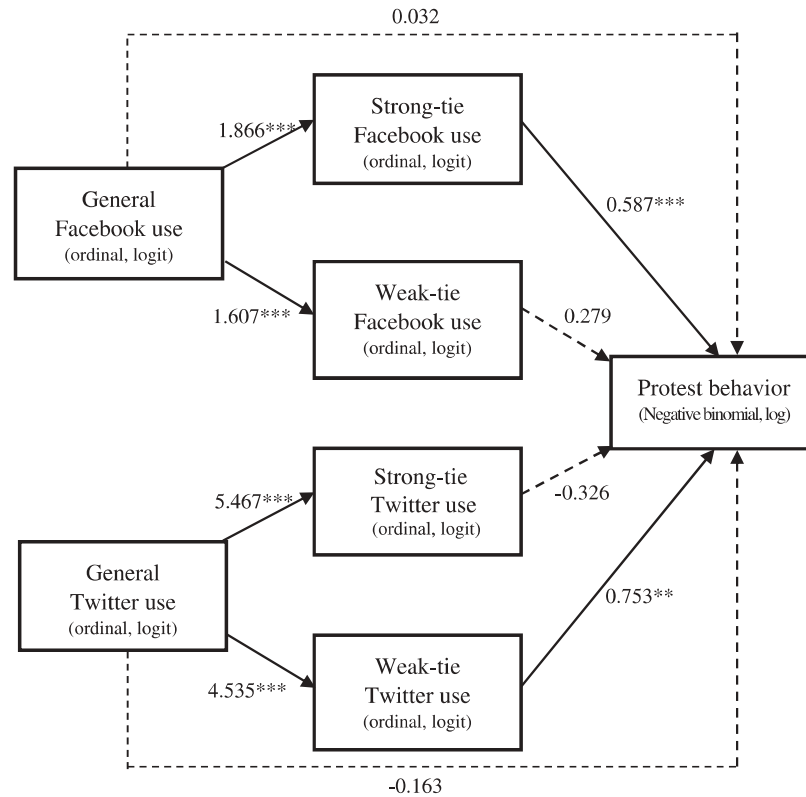 0.032
Strong-tie
Facebook use
(ordinal, logit)
1.866***
General
Facebook use
(ordinal, logit)
0.587***
Weak-tie
Facebook use
(ordinal, logit)
1.607***
0.279
Protest behavior
(Negative binomial, log)
Strong-tie
Twitter use
(ordinal, logit)
5.467***
-0.326
General
Twitter use
(ordinal, logit)
0.753**
Weak-tie
Twitter use
(ordinal, logit)
4.535***
-0.163